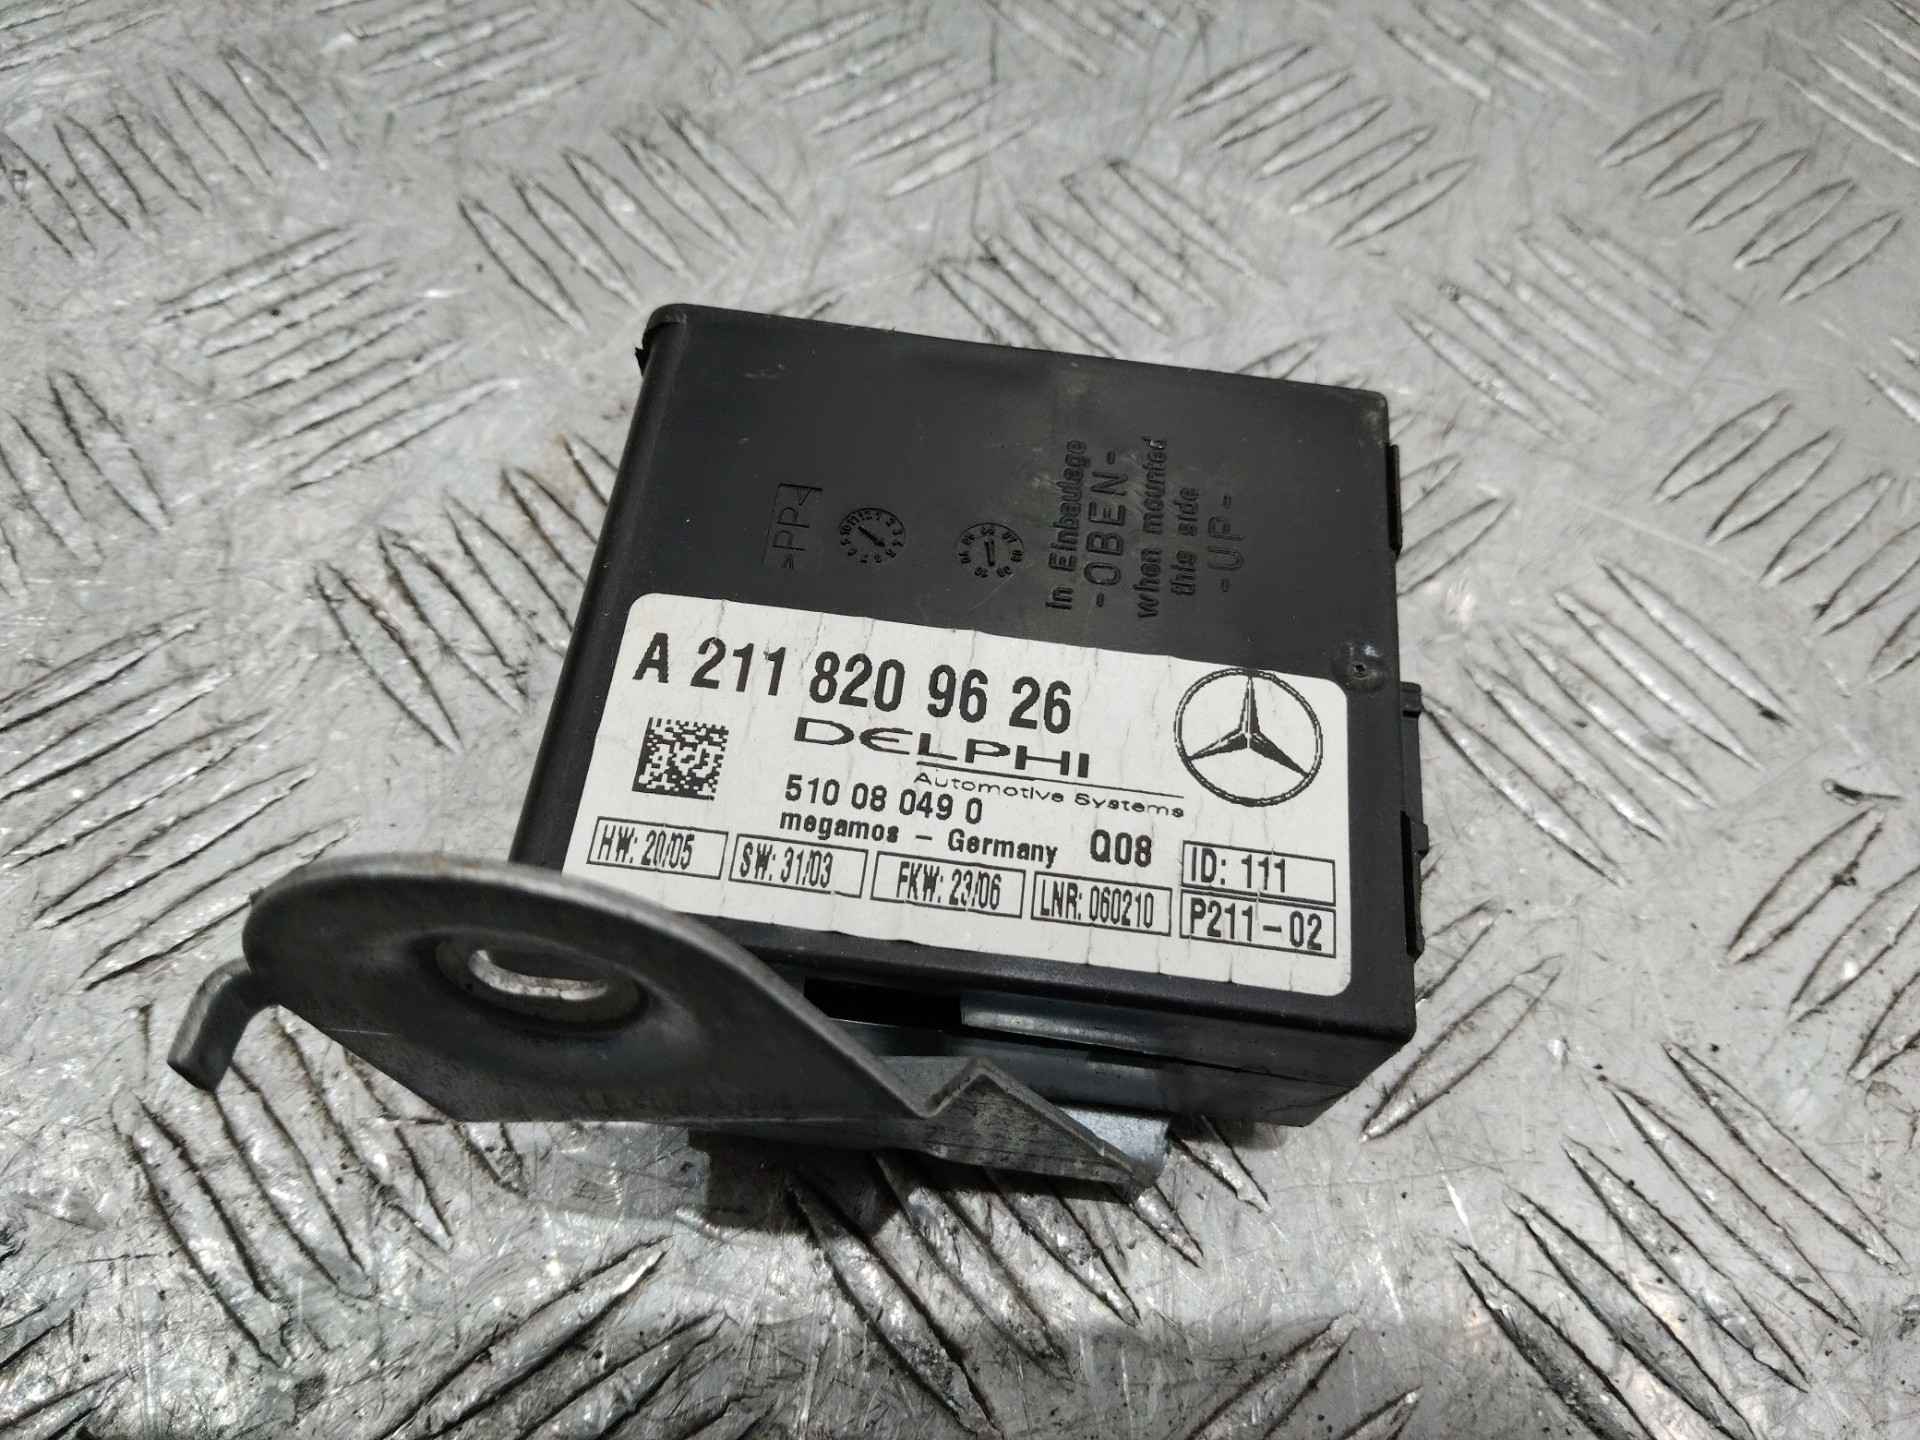 >PP<
in Einbaulage
-OBEN-
when mounted
this side
-UP-
A 211 820 96 26
DELPHI
Automotive Systems
510 08 049 0
megamos - Germany Q08
HW: 20/05 SW: 31/03 FKW: 23/06 LNR: 060210
ID: 111
P211-02